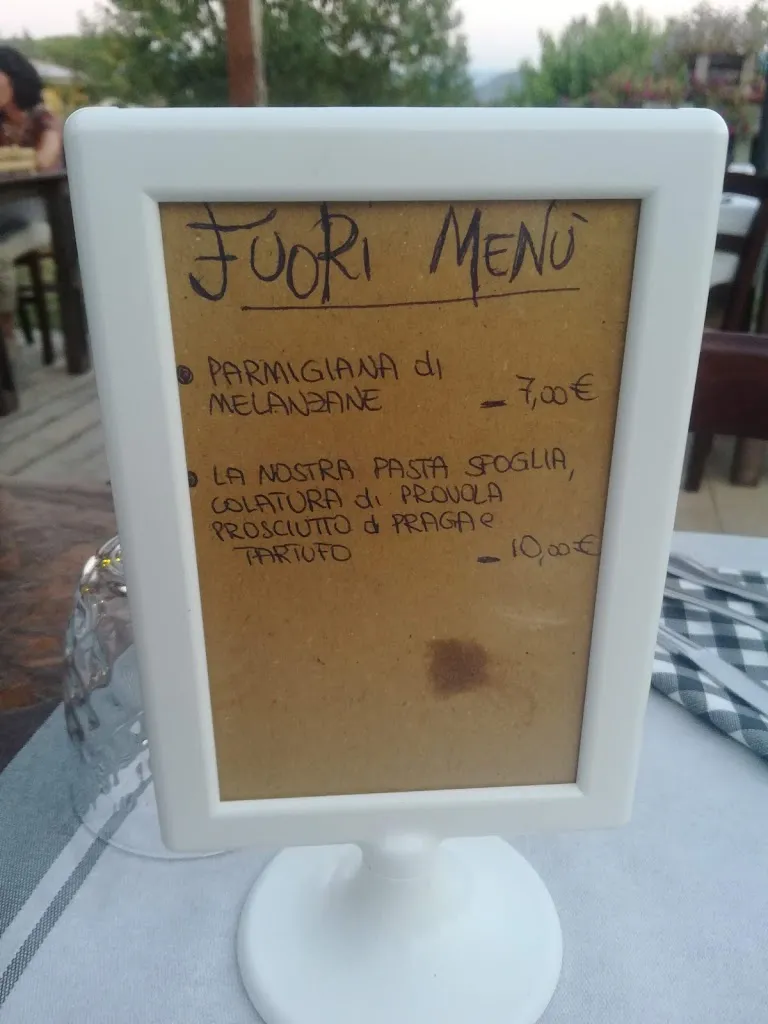 FUORI MENÙ
PARMIGIANA di
MELANZANE - 7,00€
LA NOSTRA PASTA SFOGLIA,
COLATURA di PROVOLA
PROSCIUTTO d PRAGA e
TARTUFO - 10,00€